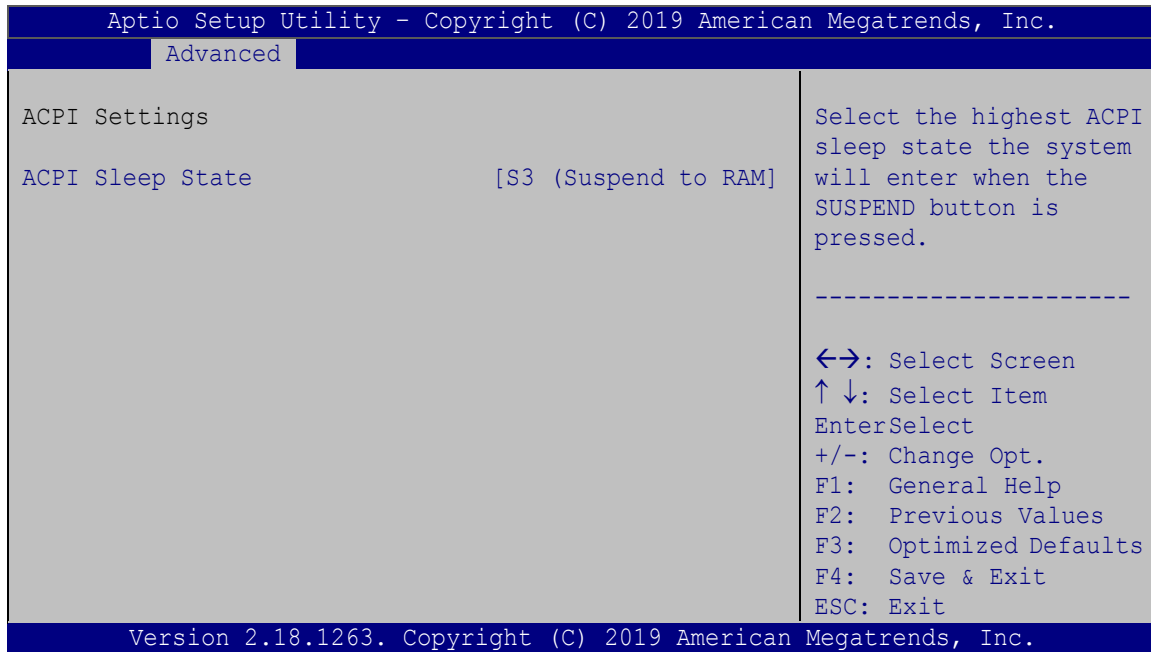 Aptio Setup Utility – Copyright (C) 2019 American Megatrends, Inc.
Advanced
ACPI Settings
ACPI Sleep State [S3 (Suspend to RAM]
Select the highest ACPI
sleep state the system
will enter when the
SUSPEND button is
pressed.
----------------------
←→: Select Screen
↑ ↓: Select Item
EnterSelect
+/-: Change Opt.
F1: General Help
F2: Previous Values
F3: Optimized Defaults
F4: Save & Exit
ESC: Exit
Version 2.18.1263. Copyright (C) 2019 American Megatrends, Inc.